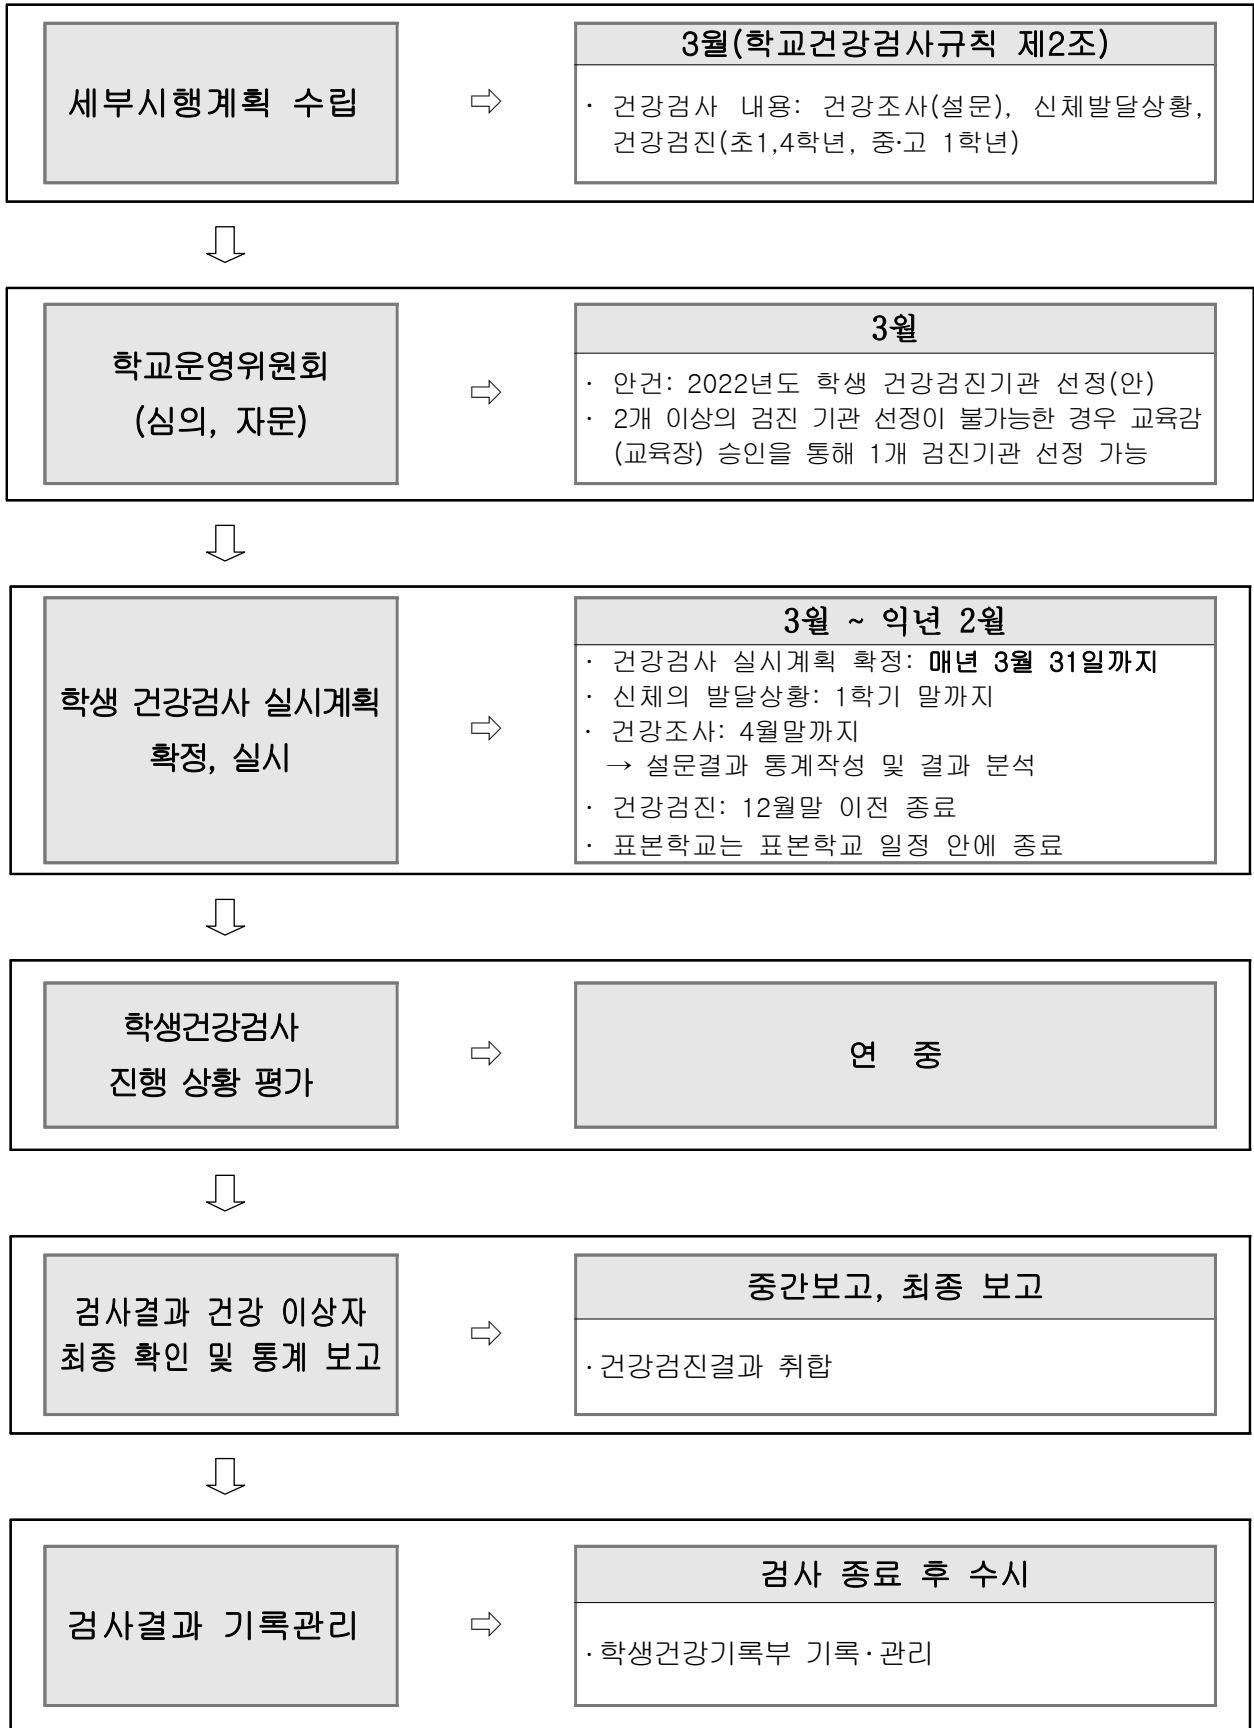 세부시행계획 수립
⇨
3월(학교건강검사규칙 제2조)
· 건강검사 내용: 건강조사(설문), 신체발달상황,
건강검진(초1,4학년, 중·고 1학년)
학교운영위원회
(심의, 자문)
⇨
3월
· 안건: 2022년도 학생 건강검진기관 선정(안)
· 2개 이상의 검진 기관 선정이 불가능한 경우 교육감
(교육장) 승인을 통해 1개 검진기관 선정 가능
학생 건강검사 실시계획
확정, 실시
⇨
3월 ~ 익년 2월
· 건강검사 실시계획 확정: 매년 3월 31일까지
· 신체의 발달상황: 1학기 말까지
· 건강조사: 4월말까지
→ 설문결과 통계작성 및 결과 분석
· 건강검진: 12월말 이전 종료
· 표본학교는 표본학교 일정 안에 종료
학생건강검사
진행 상황 평가
⇨
연 중
검사결과 건강 이상자
최종 확인 및 통계 보고
⇨
중간보고, 최종 보고
·건강검진결과 취합
검사결과 기록관리
⇨
검사 종료 후 수시
·학생건강기록부 기록·관리